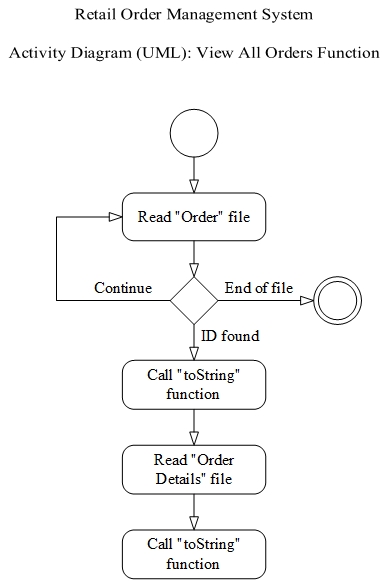 Retail Order Management System
Activity Diagram (UML): View All Orders Function
Read "Order" file
Continue
End of file
ID found
Call "toString"
function
Read "Order
Details" file
Call "toString"
function